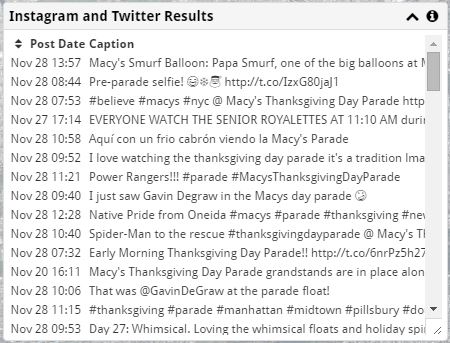 Instagram and Twitter Results
Post Date Caption
Nov 28 13:57 Macy's Smurf Balloon: Papa Smurf, one of the big balloons at M
Nov 28 08:44 Pre-parade selfie! 😄❄🎅 http://t.co/IzxG80jaJ1
Nov 28 07:53 #believe #macys #nyc @ Macy's Thanksgiving Day Parade http
Nov 27 17:14 EVERYONE WATCH THE SENIOR ROYALETTES AT 11:10 AM durin
Nov 28 10:58 Aquí con un frio cabrón viendo la Macy's Parade
Nov 28 09:52 I love watching the thanksgiving day parade it's a tradition Ima
Nov 28 11:21 Power Rangers!!! #parade #MacysThanksgivingDayParade
Nov 28 09:40 I just saw Gavin Degraw in the Macys day parade 😏
Nov 28 12:28 Native Pride from Oneida #macys #parade #thanksgiving #new
Nov 28 10:40 Spider-Man to the rescue #thanksgivingdayparade @ Macy's Th
Nov 28 07:32 Early Morning Thanksgiving Day Parade!! http://t.co/6nrPz5h27
Nov 20 16:11 Macy's Thanksgiving Day Parade grandstands are in place alon
Nov 28 10:06 That was @GavinDeGraw at the parade float!
Nov 28 11:15 #thanksgiving #parade #manhattan #midtown #pillsbury #do
Nov 28 09:53 Day 27: Whimsical. Loving the whimsical floats and holiday spi